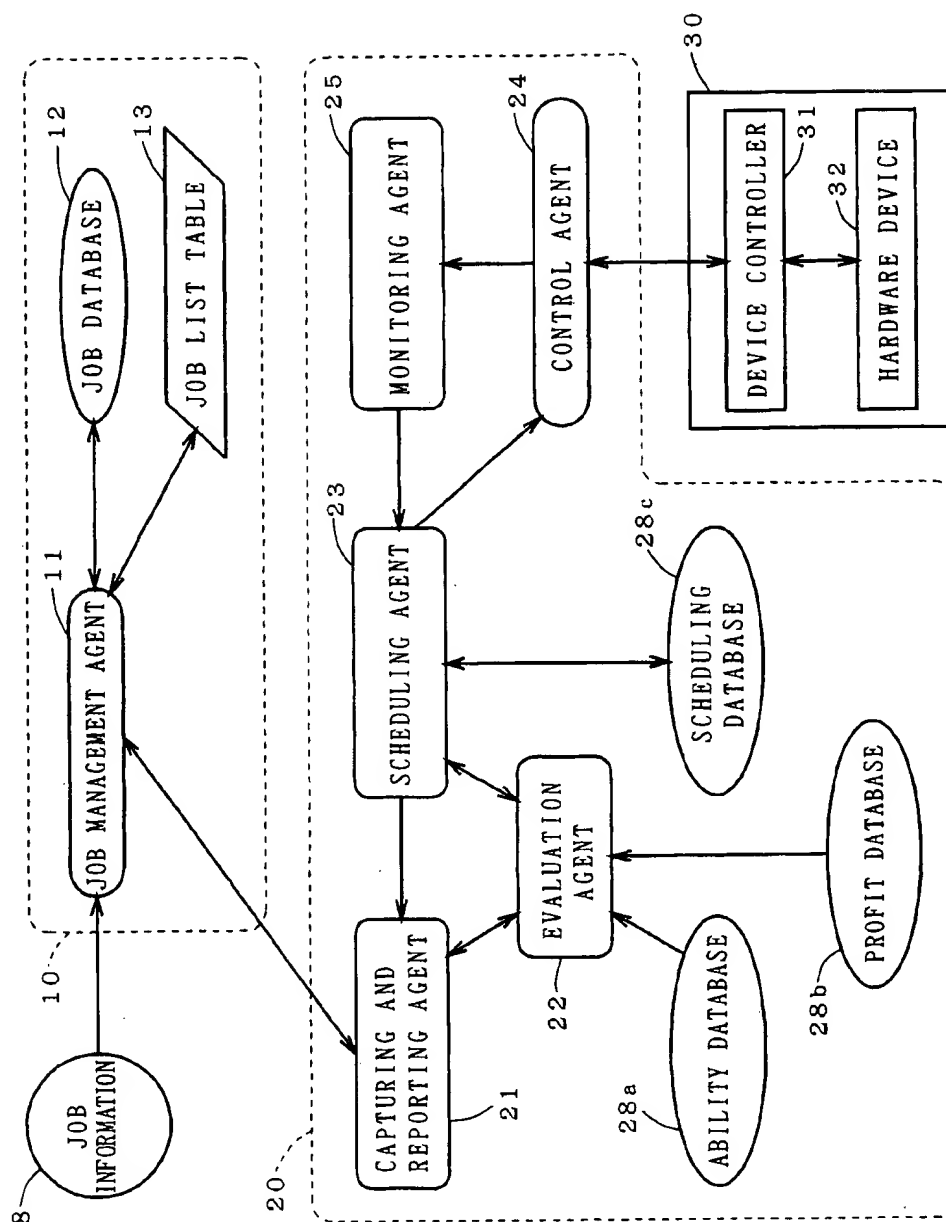 8
JOB
INFORMATION
10
11
JOB MANAGEMENT AGENT
12
JOB DATABASE
13
JOB LIST TABLE
20
21
CAPTURING AND
REPORTING AGENT
22
EVALUATION
AGENT
23
SCHEDULING AGENT
25
MONITORING AGENT
24
CONTROL AGENT
28a
ABILITY DATABASE
28b
PROFIT DATABASE
28c
SCHEDULING
DATABASE
30
DEVICE CONTROLLER
31
32
HARDWARE DEVICE